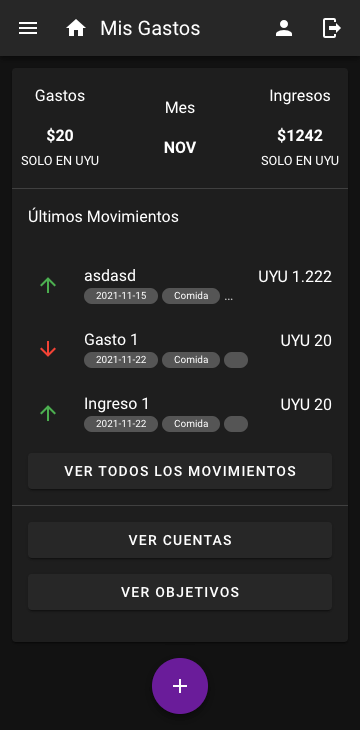 Mis Gastos
Gastos
Mes
Ingresos
$20
NOV
$1242
SOLO EN UYU
SOLO EN UYU
Últimos Movimientos
asdasd
UYU 1.222
2021-11-15 Comida ...
Gasto 1
UYU 20
2021-11-22 Comida
Ingreso 1
UYU 20
2021-11-22 Comida
VER TODOS LOS MOVIMIENTOS
VER CUENTAS
VER OBJETIVOS
+